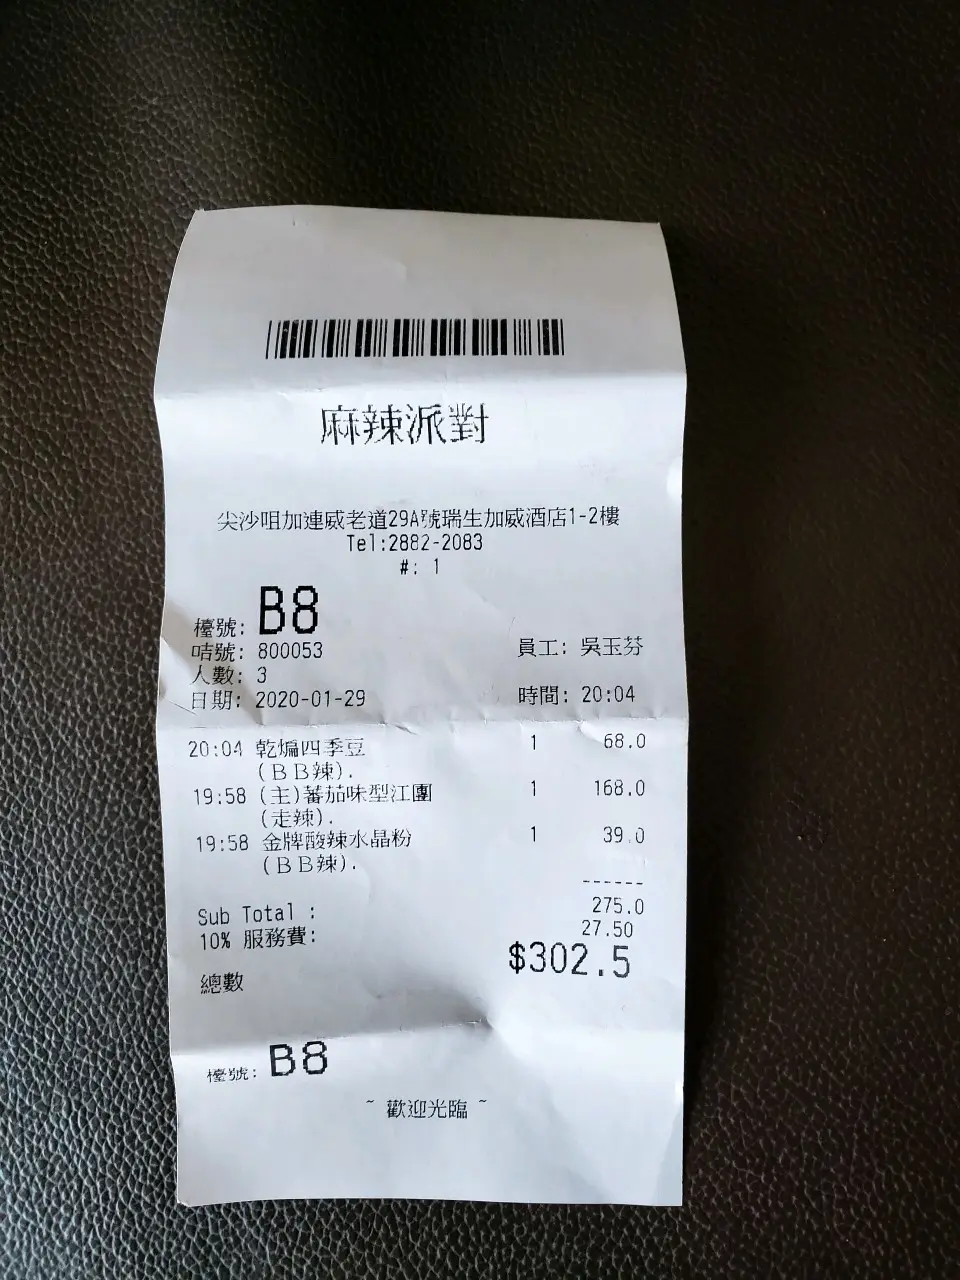 麻辣派對
尖沙咀加連威老道29A號瑞生加威酒店1-2樓
Tel:2882-2083
#: 1
檯號: B8
咭號: 800053 員工: 吳玉芬
人數: 3
日期: 2020-01-29 時間: 20:04
20:04 乾煸四季豆 1 68.0
(ＢＢ辣).
19:58 (主)蕃茄味型江團 1 168.0
(走辣).
19:58 金牌酸辣水晶粉 1 39.0
(ＢＢ辣).
------
Sub Total : 275.0
10% 服務費: 27.50
總數 $302.5
檯號: B8
~ 歡迎光臨 ~